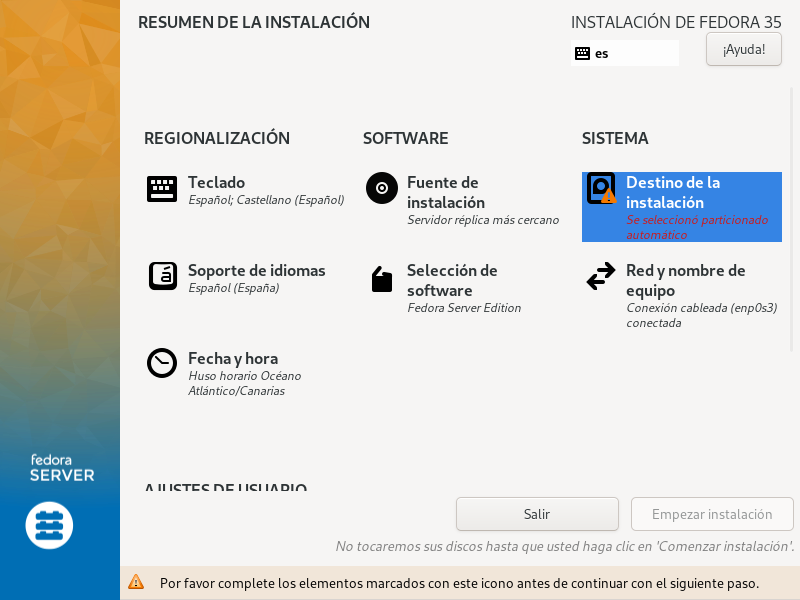 RESUMEN DE LA INSTALACIÓN
INSTALACIÓN DE FEDORA 35
es
¡Ayuda!
REGIONALIZACIÓN
Teclado
Español; Castellano (Español)
Soporte de idiomas
Español (España)
Fecha y hora
Huso horario Océano
Atlántico/Canarias
SOFTWARE
Fuente de
instalación
Servidor réplica más cercano
Selección de
software
Fedora Server Edition
SISTEMA
Destino de la
instalación
Se seleccionó particionado
automático
Red y nombre de
equipo
Conexión cableada (enp0s3)
conectada
AJUSTES DE USUARIO
fedora
SERVER
Salir
Empezar instalación
No tocaremos sus discos hasta que usted haga clic en 'Comenzar instalación'.
Por favor complete los elementos marcados con este icono antes de continuar con el siguiente paso.